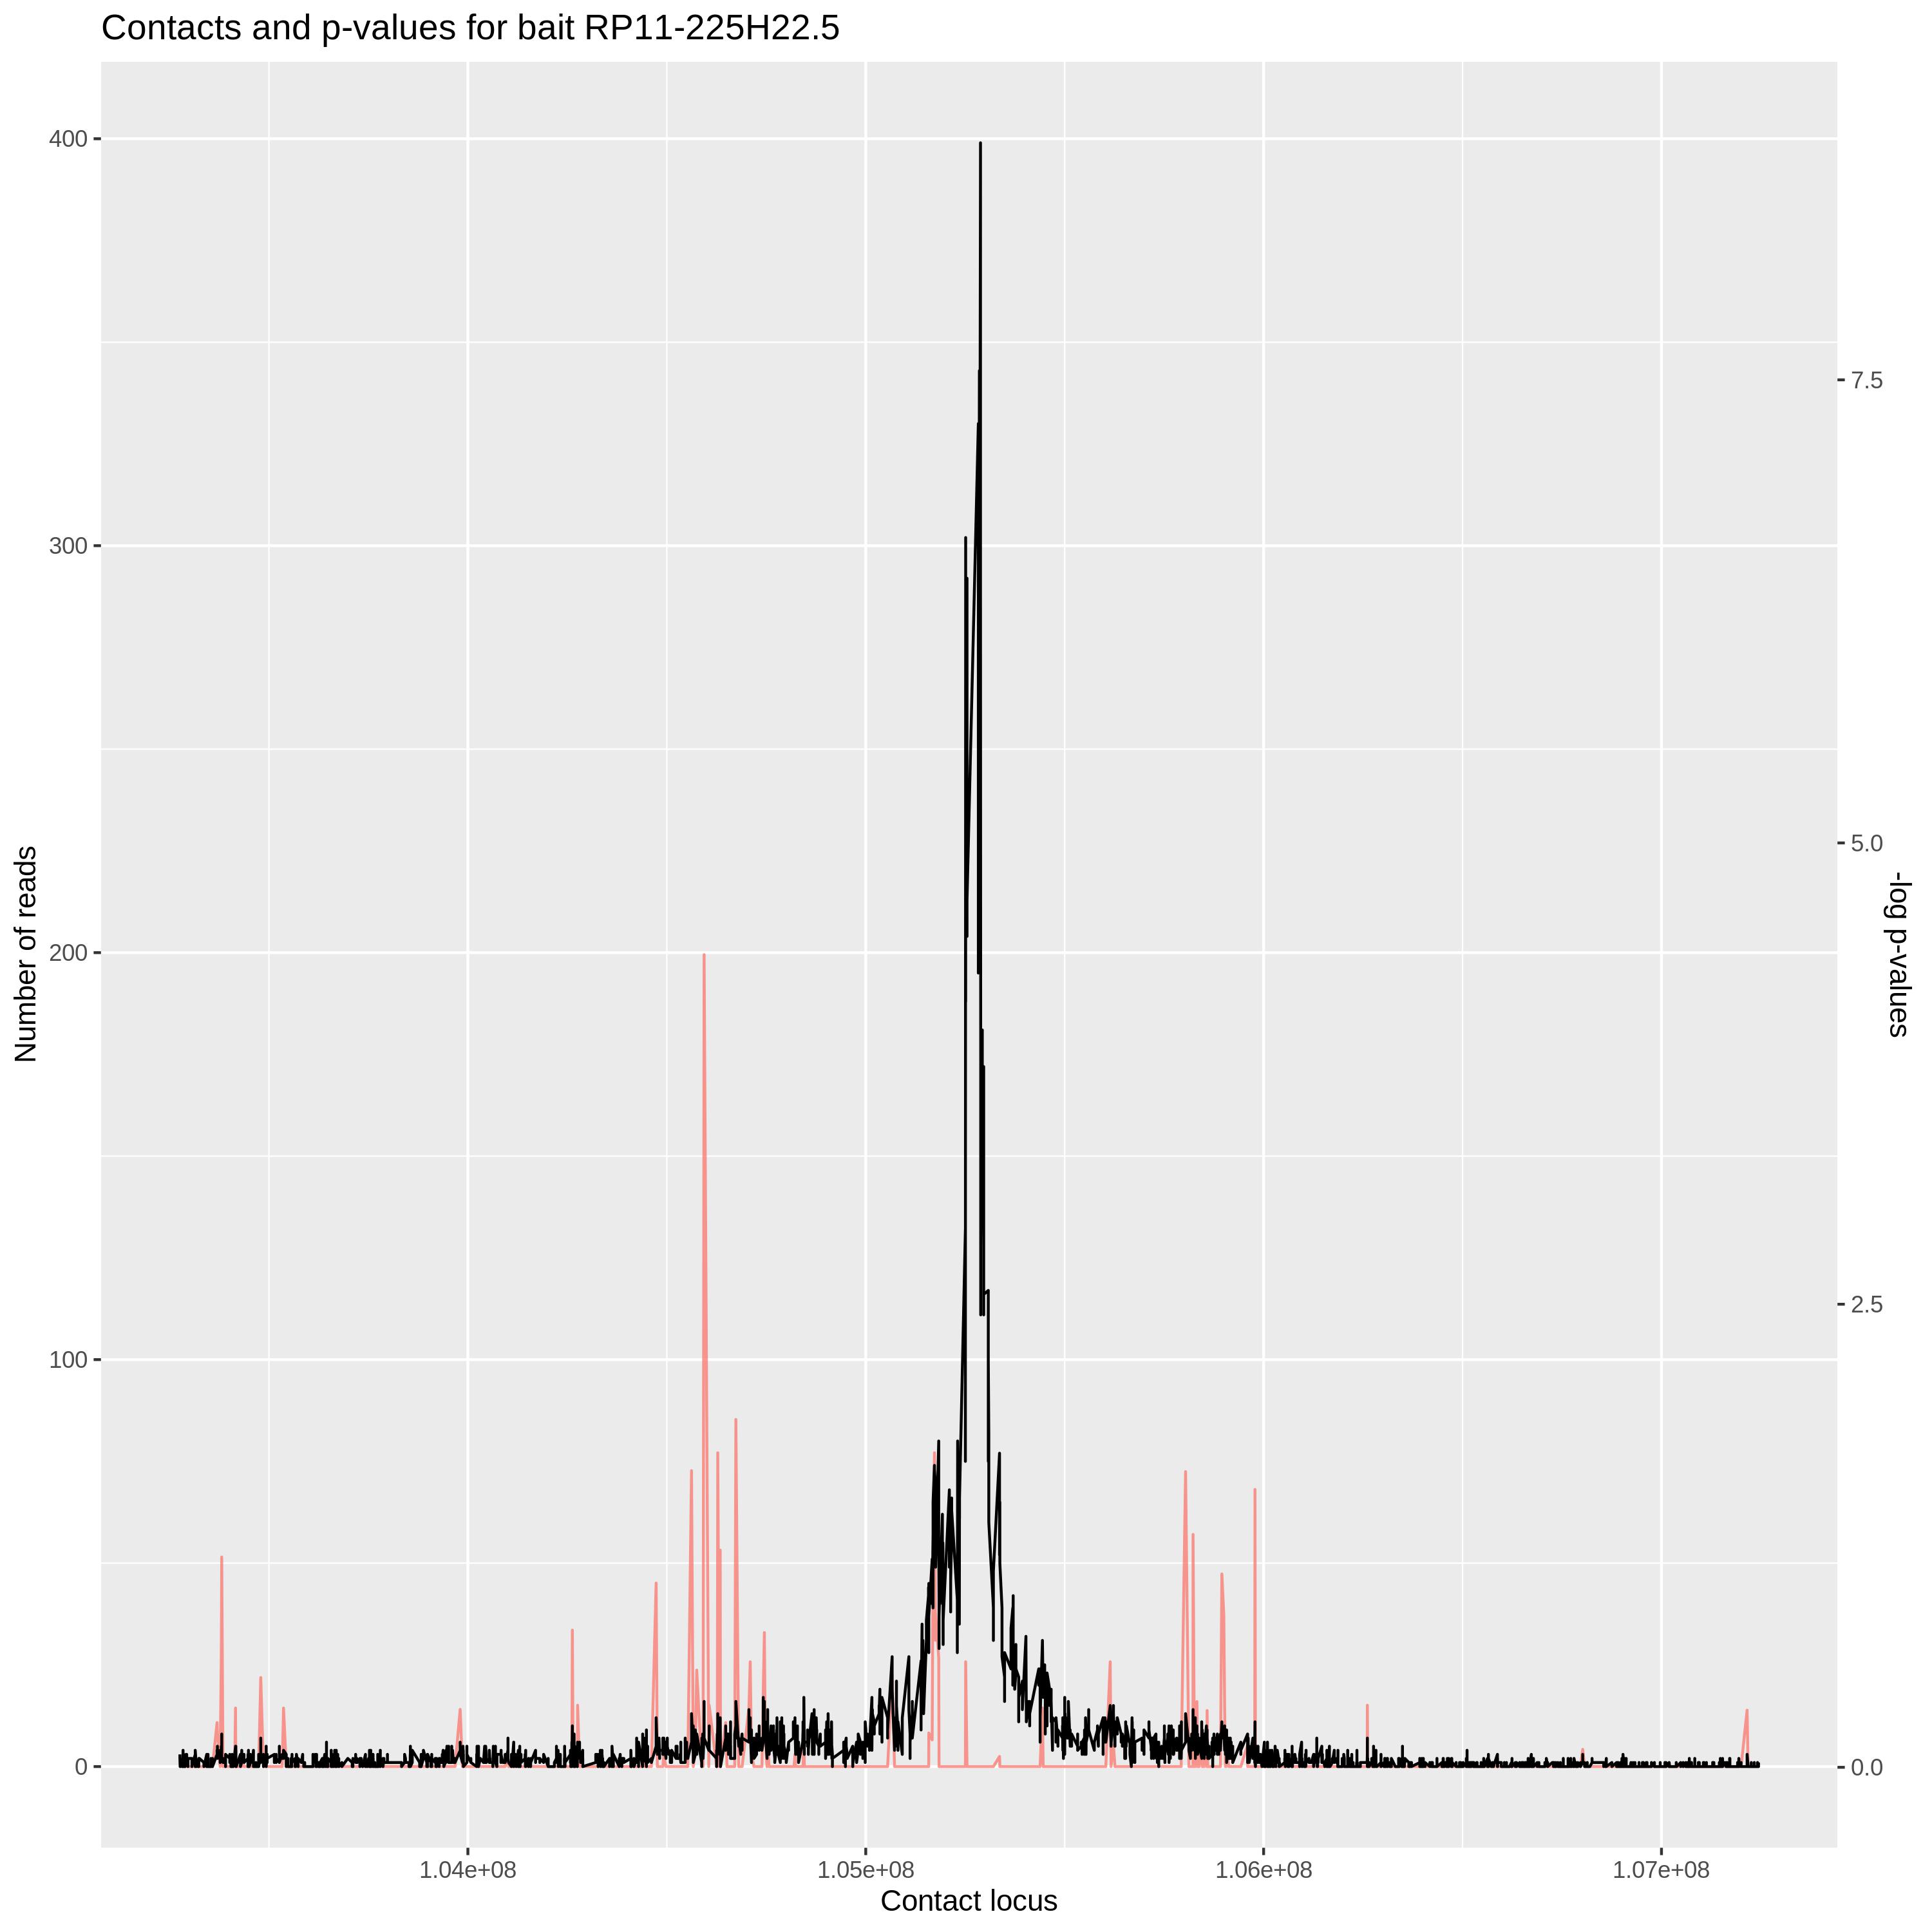 Contacts and p-values for bait RP11-225H22.5
400
300
200
100
0
Number of reads
7.5
5.0
2.5
0.0
-log p-values
1.04e+08
1.05e+08
1.06e+08
1.07e+08
Contact locus